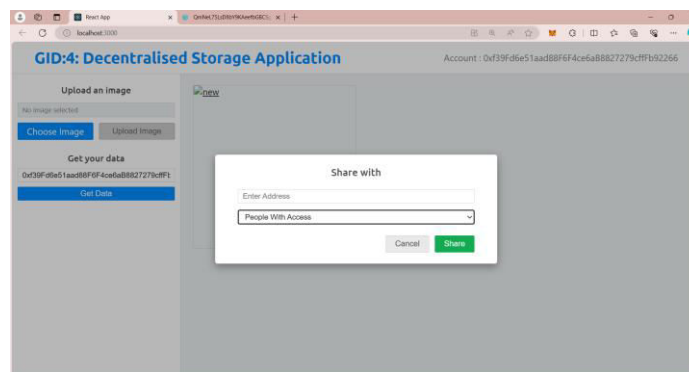 React App
localhost:3000
GID:4: Decentralised Storage Application
Account : 0xf39Fd6e51aad88F6F4ce6aB8827279cffFb92266
Upload an image
No image selected
Choose Image
Upload Image
Get your data
0xf39Fd6e51aad88F6F4ce6aB8827279cffFb
Get Data
new
Share with
Enter Address
People With Access
Cancel
Share